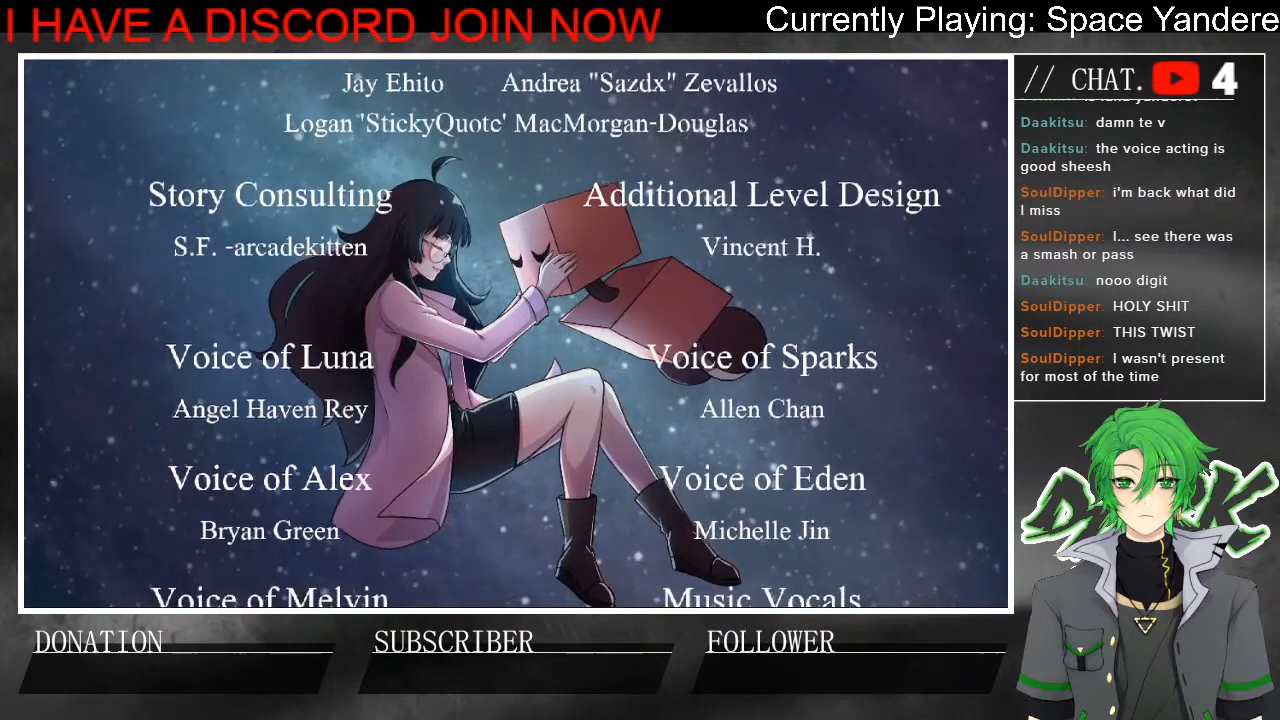 I HAVE A DISCORD JOIN NOW
Currently Playing: Space Yandere
Jay Ehito Andrea "Sazdx" Zevallos
Logan 'StickyQuote' MacMorgan-Douglas
Story Consulting Additional Level Design
S.F. -arcadekitten Vincent H.
Voice of Luna Voice of Sparks
Angel Haven Rey Allen Chan
Voice of Alex Voice of Eden
Bryan Green Michelle Jin
Voice of Melvin Music Vocals
// CHAT. 4
Daakitsu: damn te v
Daakitsu: the voice acting is
good sheesh
SoulDipper: i'm back what did
I miss
SoulDipper: I... see there was
a smash or pass
Daakitsu: nooo digit
SoulDipper: HOLY SHIT
SoulDipper: THIS TWIST
SoulDipper: I wasn't present
for most of the time
DONATION SUBSCRIBER FOLLOWER